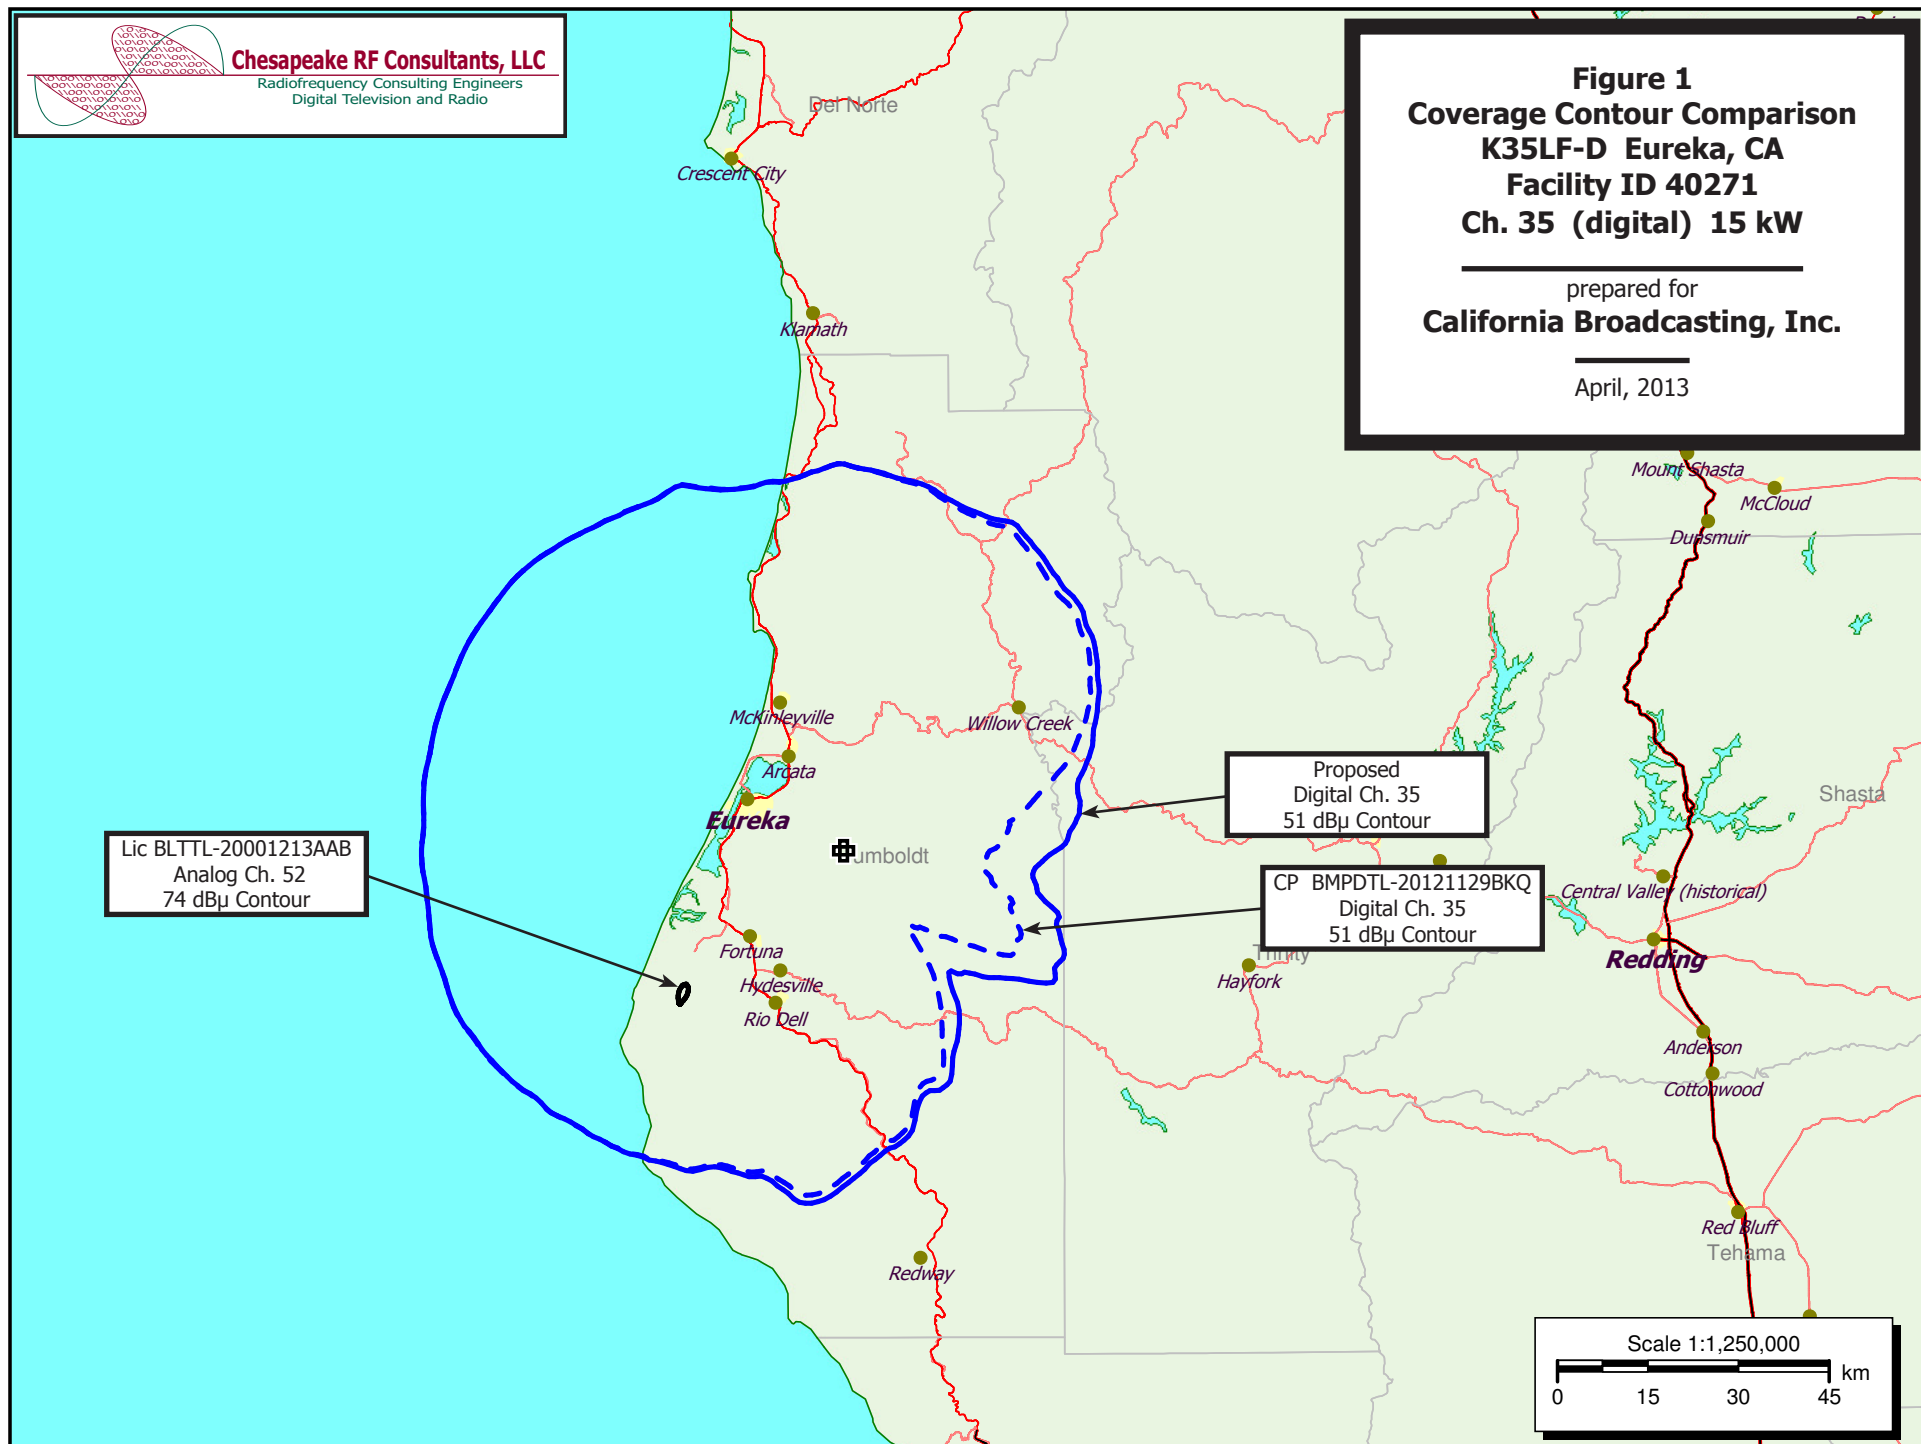 Chesapeake RF Consultants, LLC
Radiofrequency Consulting Engineers
Digital Television and Radio
Figure 1
Coverage Contour Comparison
K35LF-D Eureka, CA
Facility ID 40271
Ch. 35 (digital) 15 kW
prepared for
California Broadcasting, Inc.
April, 2013
Del Norte
Crescent City
Klamath
Mount Shasta
McCloud
Dunsmuir
McKinleyville
Willow Creek
Arcata
Eureka
umboldt
Proposed
Digital Ch. 35
51 dBµ Contour
Shasta
Lic BLTTL-20001213AAB
Analog Ch. 52
74 dBµ Contour
CP BMPDTL-20121129BKQ
Digital Ch. 35
51 dBµ Contour
Central Valley (historical)
Trinity
Redding
Fortuna
Hydesville
Rio Dell
Hayfork
Anderson
Cottonwood
Red Bluff
Tehama
Redway
Scale 1:1,250,000
km
0 15 30 45